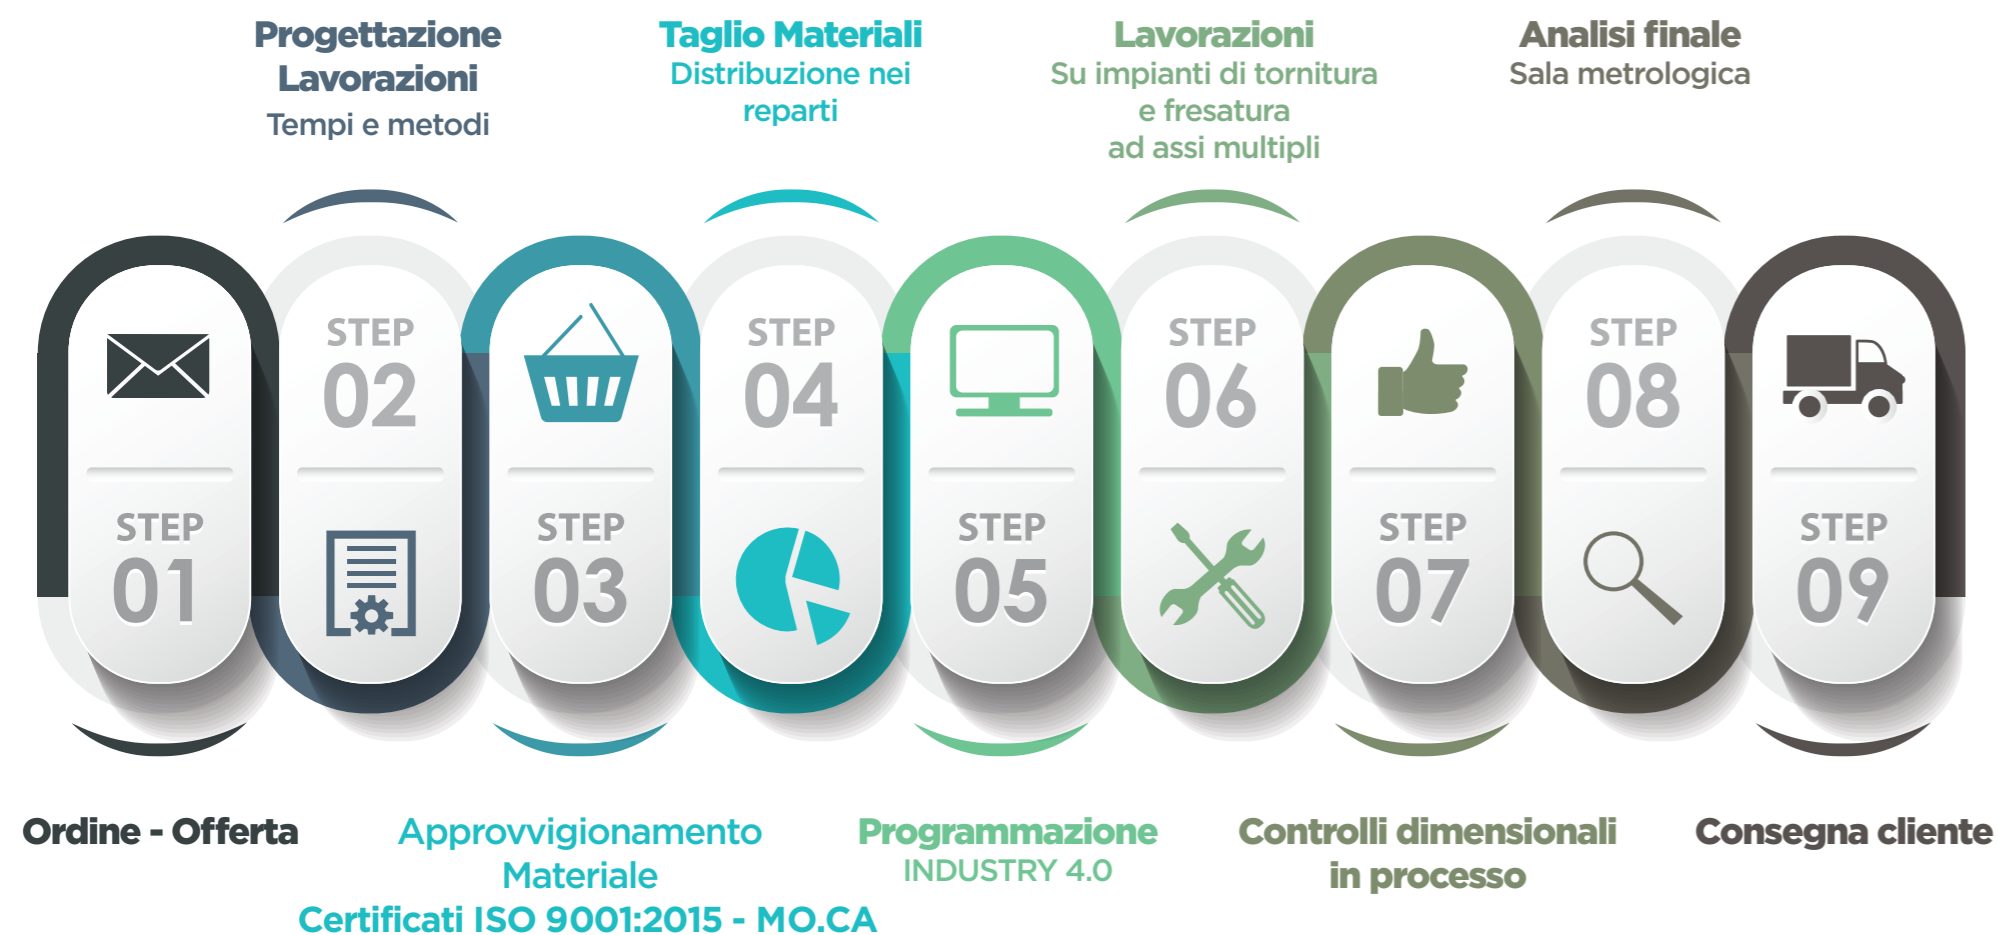 Progettazione
Lavorazioni
Tempi e metodi
Taglio Materiali
Distribuzione nei
reparti
Lavorazioni
Su impianti di tornitura
e fresatura
ad assi multipli
Analisi finale
Sala metrologica
STEP
01
STEP
02
STEP
03
STEP
04
STEP
05
STEP
06
STEP
07
STEP
08
STEP
09
Ordine - Offerta
Approvvigionamento
Materiale
Certificati ISO 9001:2015 - MO.CA
Programmazione
INDUSTRY 4.0
Controlli dimensionali
in processo
Consegna cliente